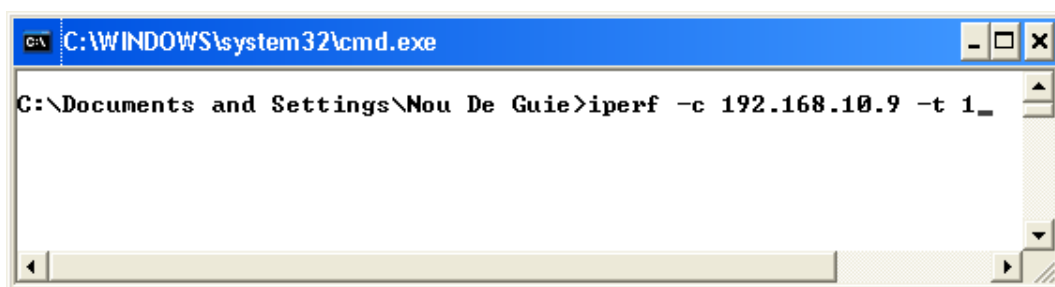 C:\WINDOWS\system32\cmd.exe
C:\Documents and Settings\Nou De Guie>iperf -c 192.168.10.9 -t 1_